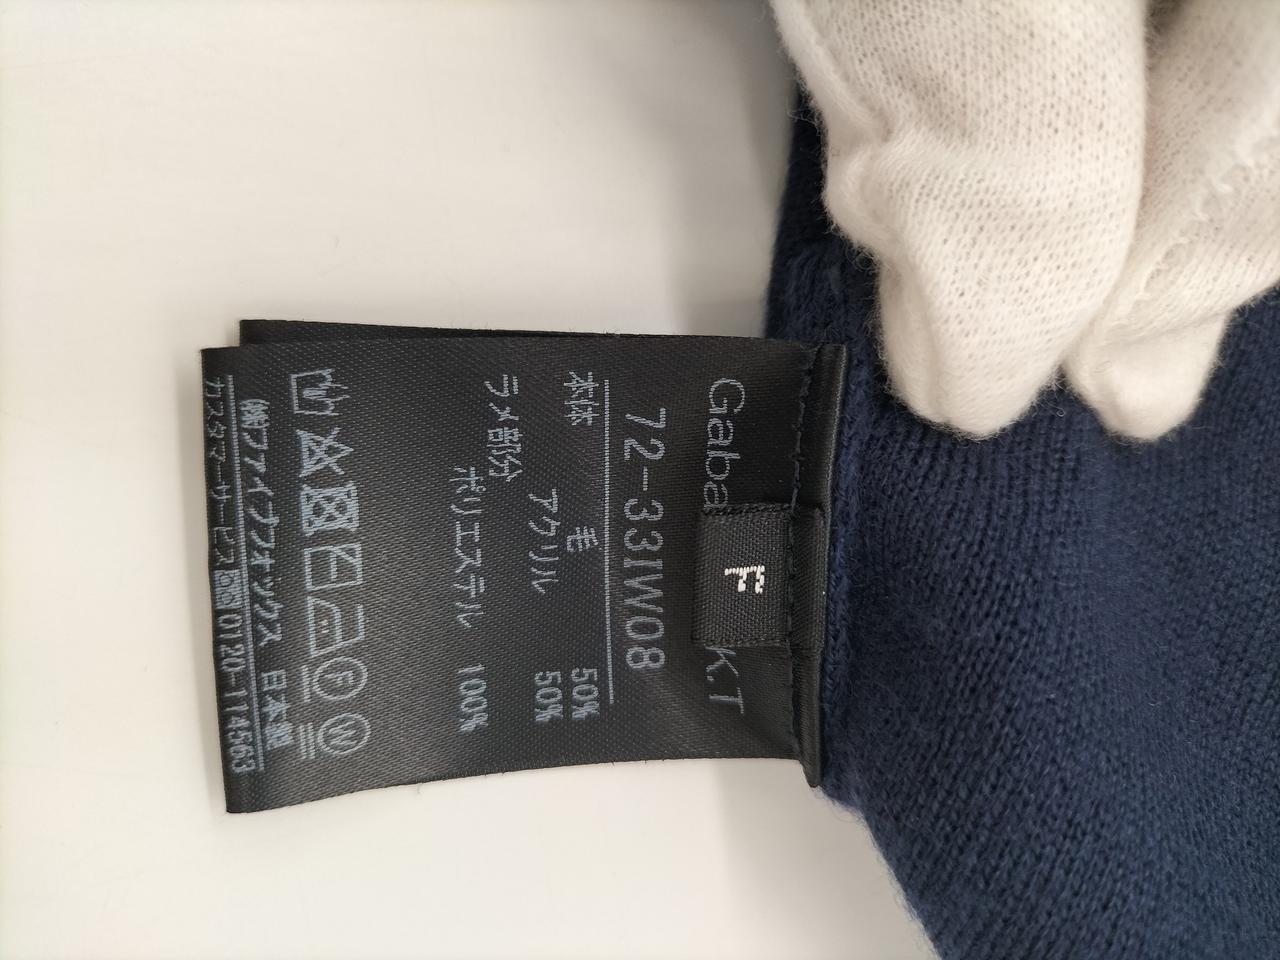 Gaba
K.T
F
72-33IW08
本体 毛 50%
アクリル 50%
ラメ部分
ポリエステル 100%
F W
㈱ファイブフォックス 日本製
カスタマーサービス 0120-114563